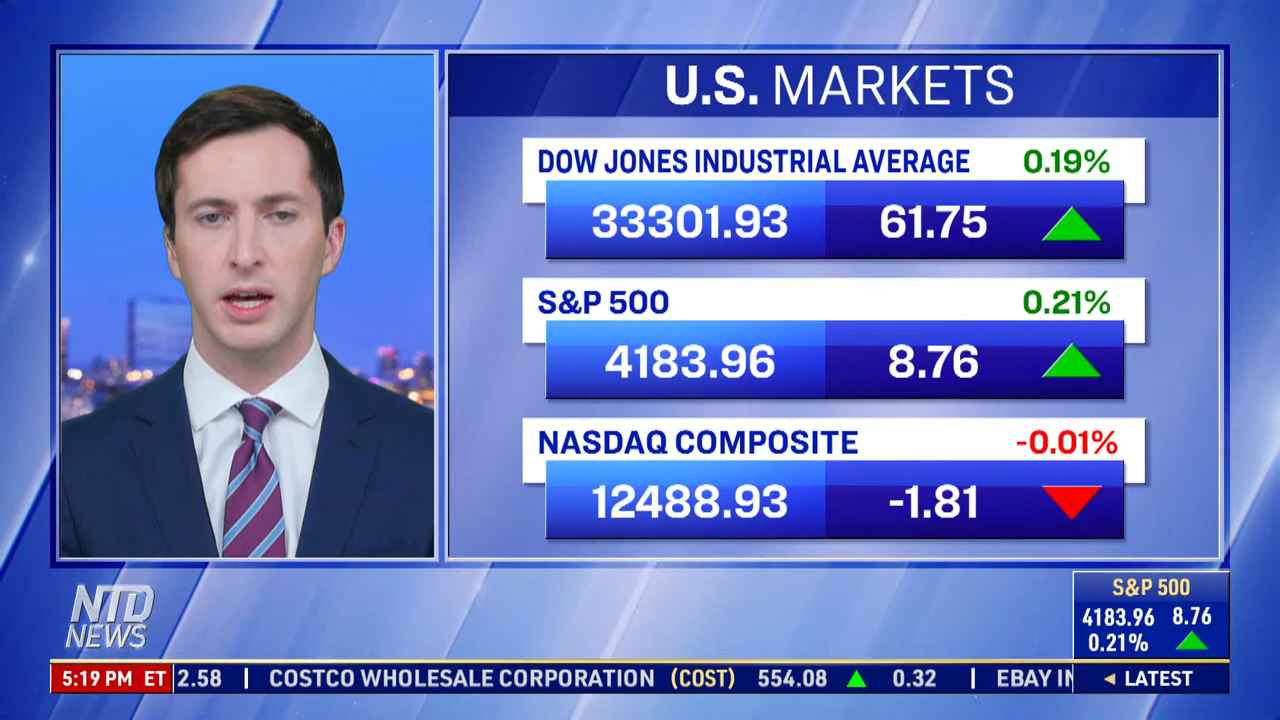 U.S. MARKETS
DOW JONES INDUSTRIAL AVERAGE 0.19%
33301.93 61.75
S&P 500 0.21%
4183.96 8.76
NASDAQ COMPOSITE -0.01%
12488.93 -1.81
NTD
NEWS
S&P 500
4183.96 8.76
0.21%
5:19 PM ET 2.58 | COSTCO WHOLESALE CORPORATION (COST) 554.08 0.32 | EBAY IN
LATEST